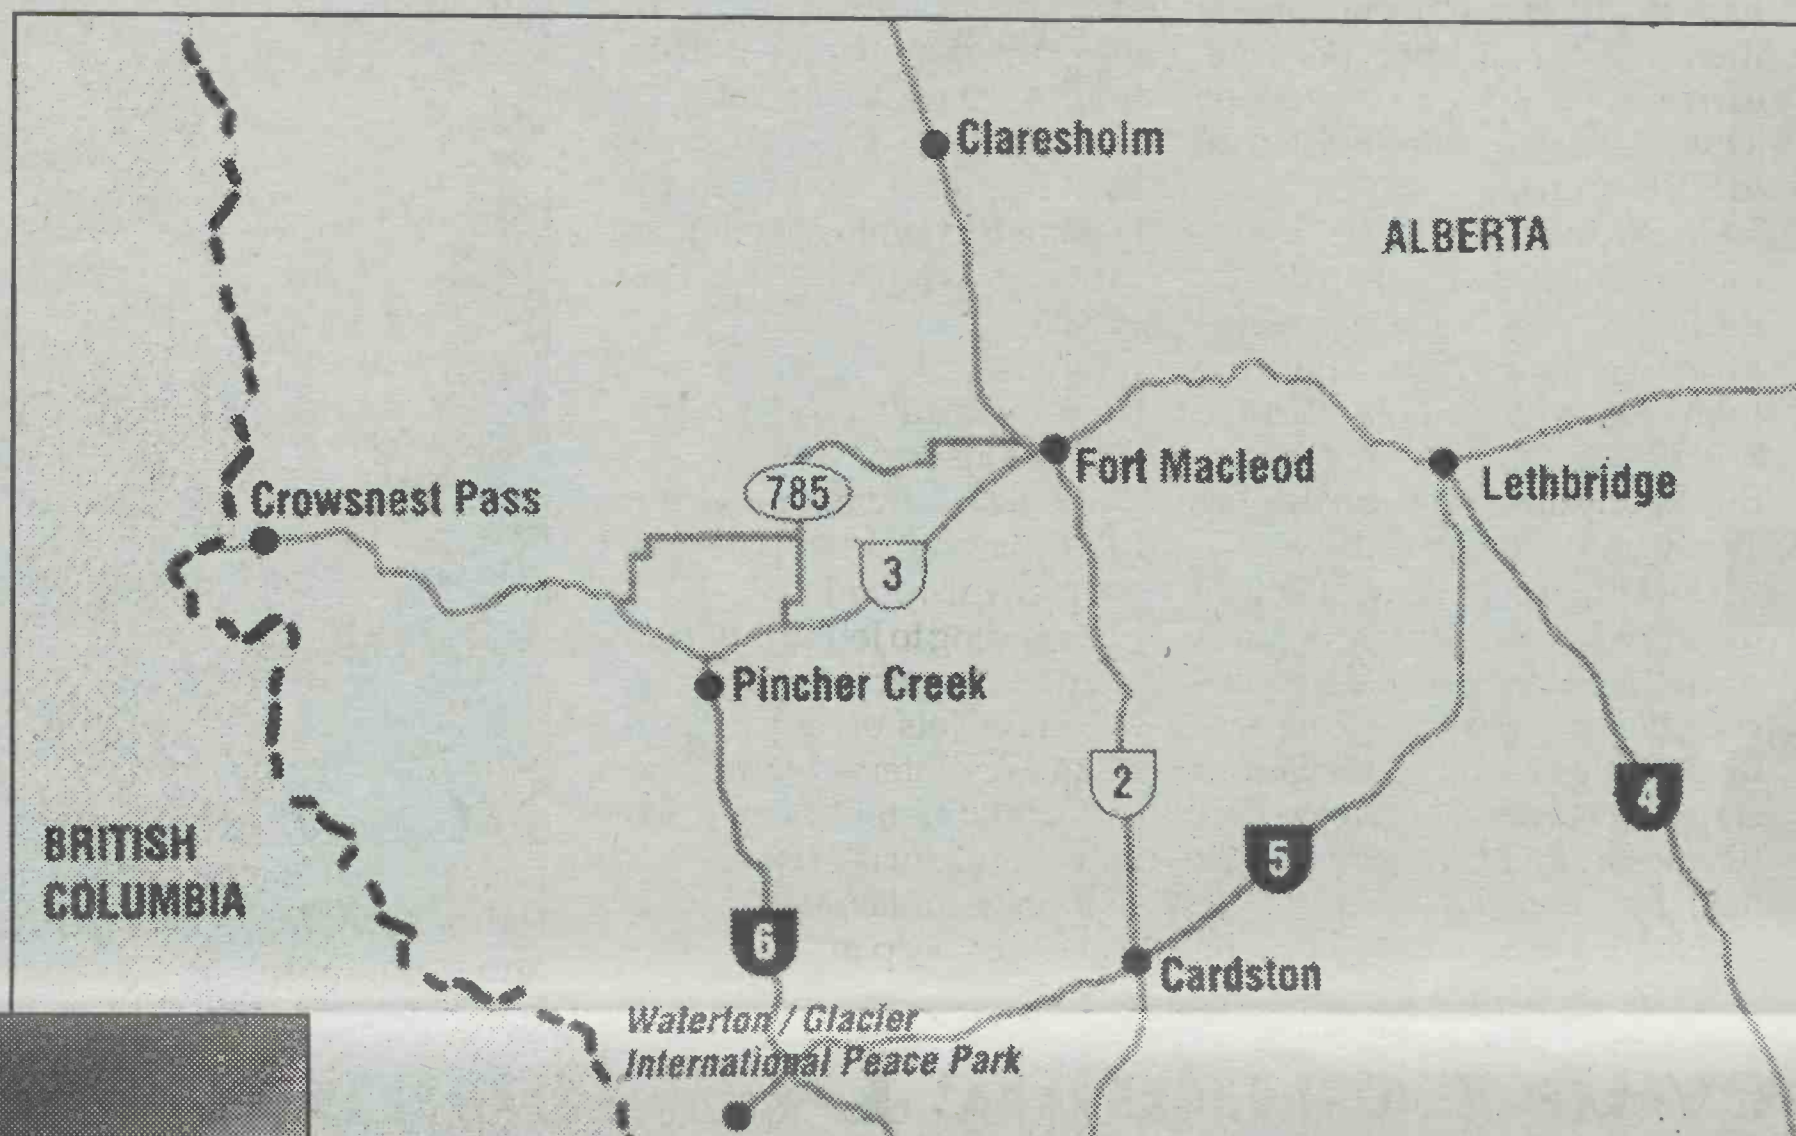 Claresholm
ALBERTA
Fort Macleod
Lethbridge
785
Crowsnest Pass
3
Pincher Creek
2
4
BRITISH
COLUMBIA
5
6
Cardston
Waterton / Glacier
International Peace Park